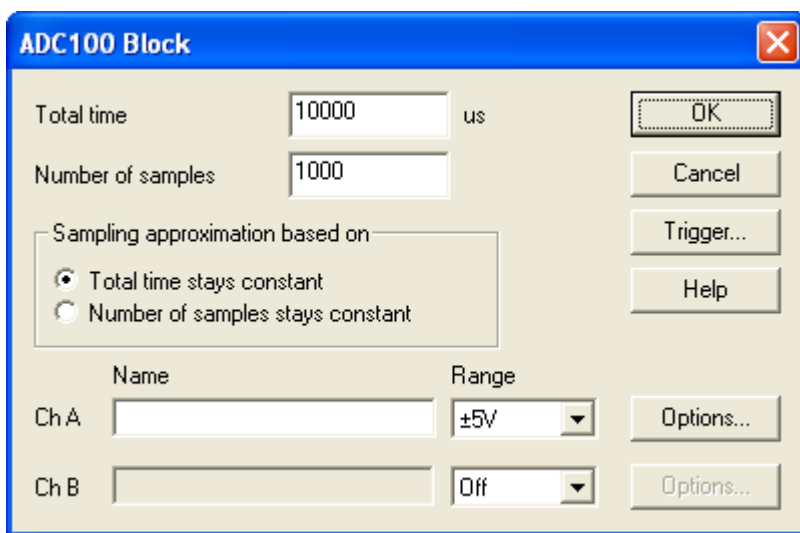 ADC100 Block
Total time 10000 us OK
Number of samples 1000 Cancel
Sampling approximation based on Trigger...
Total time stays constant Help
Number of samples stays constant
Name Range
Ch A ±5V Options...
Ch B Off Options...